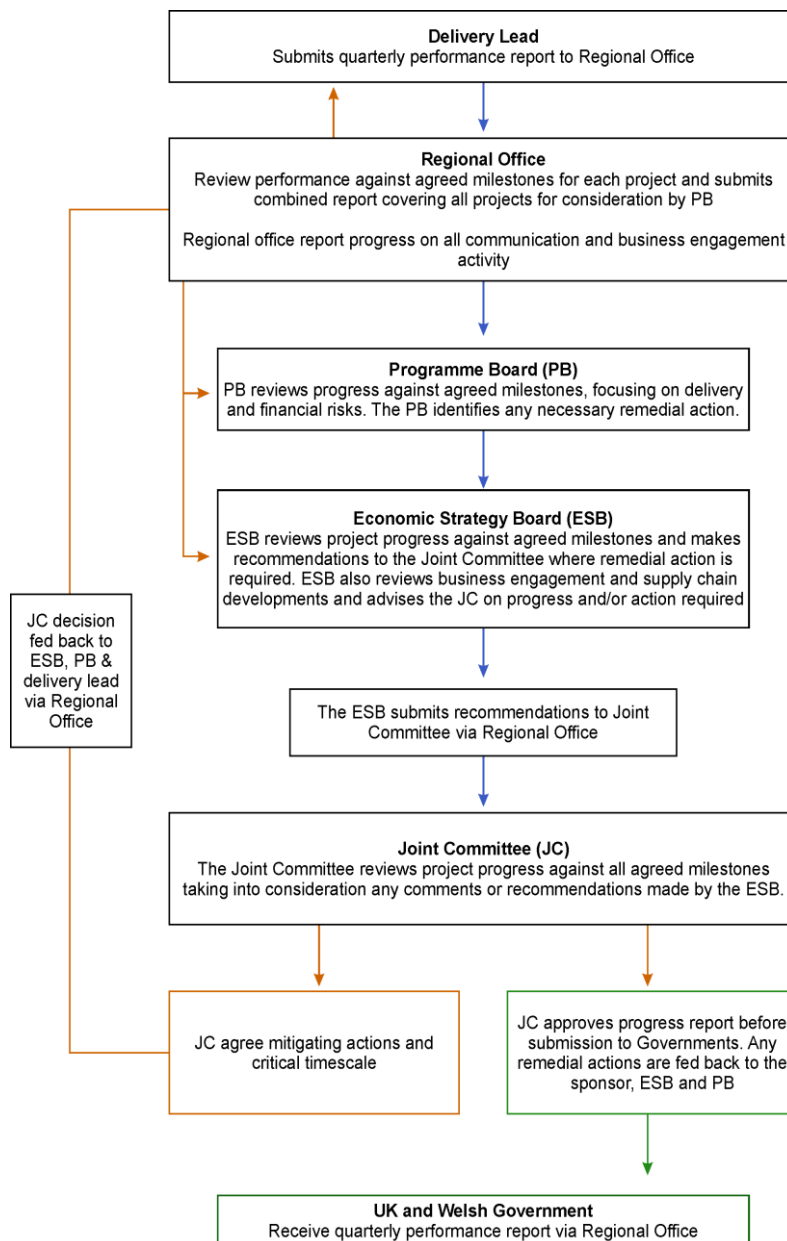 Delivery Lead
Submits quarterly performance report to Regional Office
Regional Office
Review performance against agreed milestones for each project and submits
combined report covering all projects for consideration by PB
Regional office report progress on all communication and business engagement
activity
Programme Board (PB)
PB reviews progress against agreed milestones, focusing on delivery
and financial risks. The PB identifies any necessary remedial action.
Economic Strategy Board (ESB)
ESB reviews project progress against agreed milestones and makes
recommendations to the Joint Committee where remedial action is
required. ESB also reviews business engagement and supply chain
developments and advises the JC on progress and/or action required
JC decision
fed back to
ESB, PB &
delivery lead
via Regional
Office
The ESB submits recommendations to Joint
Committee via Regional Office
Joint Committee (JC)
The Joint Committee reviews project progress against all agreed milestones
taking into consideration any comments or recommendations made by the ESB.
JC agree mitigating actions and
critical timescale
JC approves progress report before
submission to Governments. Any
remedial actions are fed back to the
sponsor, ESB and PB
UK and Welsh Government
Receive quarterly performance report via Regional Office